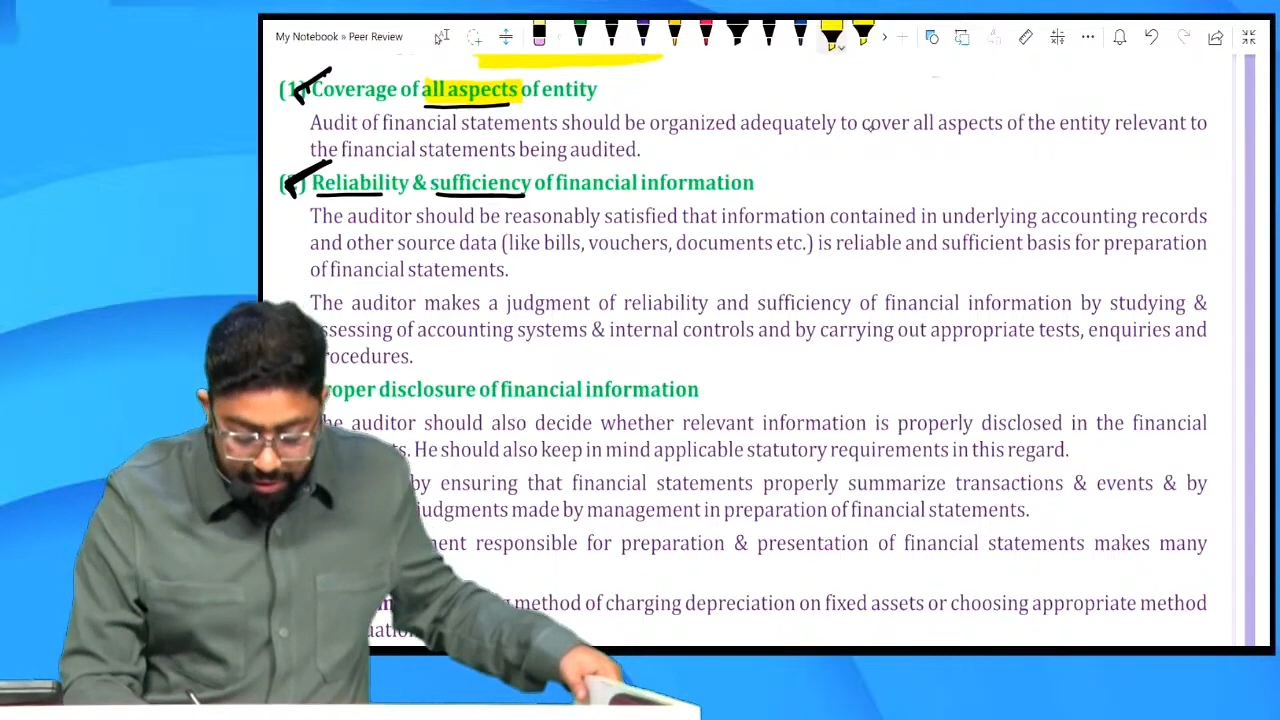 My Notebook » Peer Review
Coverage of all aspects of entity
Audit of financial statements should be organized adequately to cover all aspects of the entity relevant to
the financial statements being audited.
Reliability & sufficiency of financial information
The auditor should be reasonably satisfied that information contained in underlying accounting records
and other source data (like bills, vouchers, documents etc.) is reliable and sufficient basis for preparation
of financial statements.
The auditor makes a judgment of reliability and sufficiency of financial information by studying &
of accounting systems & internal controls and by carrying out appropriate tests, enquiries and
disclosure of financial information
auditor should also decide whether relevant information is properly disclosed in the financial
He should also keep in mind applicable statutory requirements in this regard.
by ensuring that financial statements properly summarize transactions & events & by
judgments made by management in preparation of financial statements.
responsible for preparation & presentation of financial statements makes many
method of charging depreciation on fixed assets or choosing appropriate method